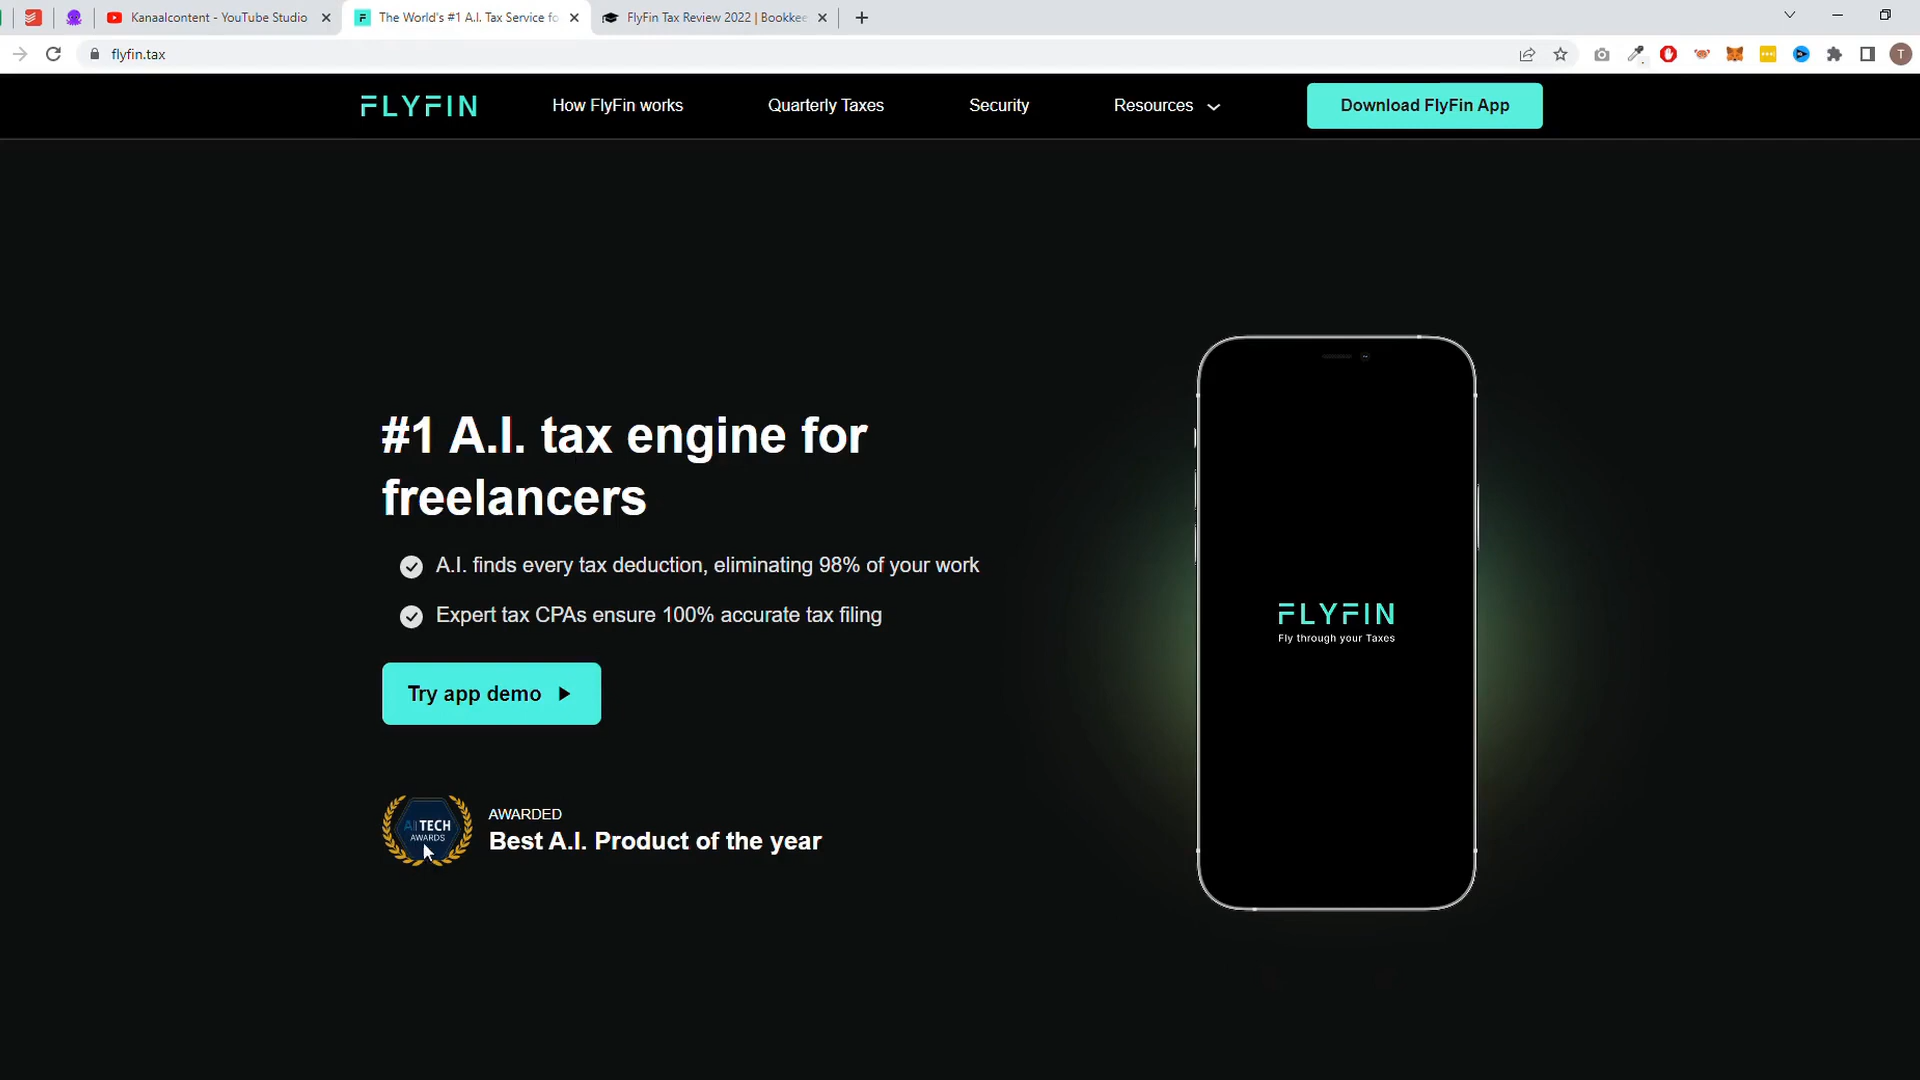 Kanaalcontent - YouTube Studio
The World's #1 A.I. Tax Service fo
FlyFin Tax Review 2022 | Bookkee
flyfin.tax
T
FLYFIN
How FlyFin works
Quarterly Taxes
Security
Resources
Download FlyFin App
#1 A.I. tax engine for
freelancers
A.I. finds every tax deduction, eliminating 98% of your work
Expert tax CPAs ensure 100% accurate tax filing
Try app demo
AI TECH
AWARDS
AWARDED
Best A.I. Product of the year
FLYFIN
Fly through your Taxes